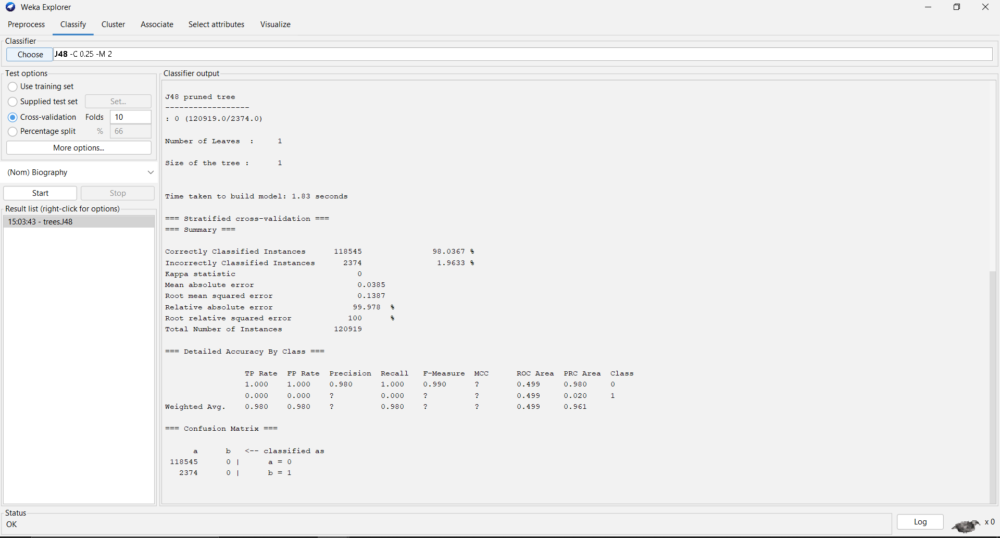 Weka Explorer
Preprocess Classify Cluster Associate Select attributes Visualize
Classifier
Choose J48 -C 0.25 -M 2
Test options
Use training set
Supplied test set Set...
Cross-validation Folds 10
Percentage split % 66
More options...
(Nom) Biography
Start Stop
Result list (right-click for options)
15:03:43 - trees.J48
Classifier output
J48 pruned tree
------------------
: 0 (120919.0/2374.0)
Number of Leaves : 1
Size of the tree : 1
Time taken to build model: 1.83 seconds
=== Stratified cross-validation ===
=== Summary ===
Correctly Classified Instances 118545 98.0367 %
Incorrectly Classified Instances 2374 1.9633 %
Kappa statistic 0
Mean absolute error 0.0385
Root mean squared error 0.1387
Relative absolute error 99.978 %
Root relative squared error 100 %
Total Number of Instances 120919
=== Detailed Accuracy By Class ===
TP Rate FP Rate Precision Recall F-Measure MCC ROC Area PRC Area Class
1.000 1.000 0.980 1.000 0.990 ? 0.499 0.980 0
0.000 0.000 ? 0.000 ? ? 0.499 0.020 1
Weighted Avg. 0.980 0.980 ? 0.980 ? ? 0.499 0.961
=== Confusion Matrix ===
a b <-- classified as
118545 0 | a = 0
2374 0 | b = 1
Status
OK
Log x 0